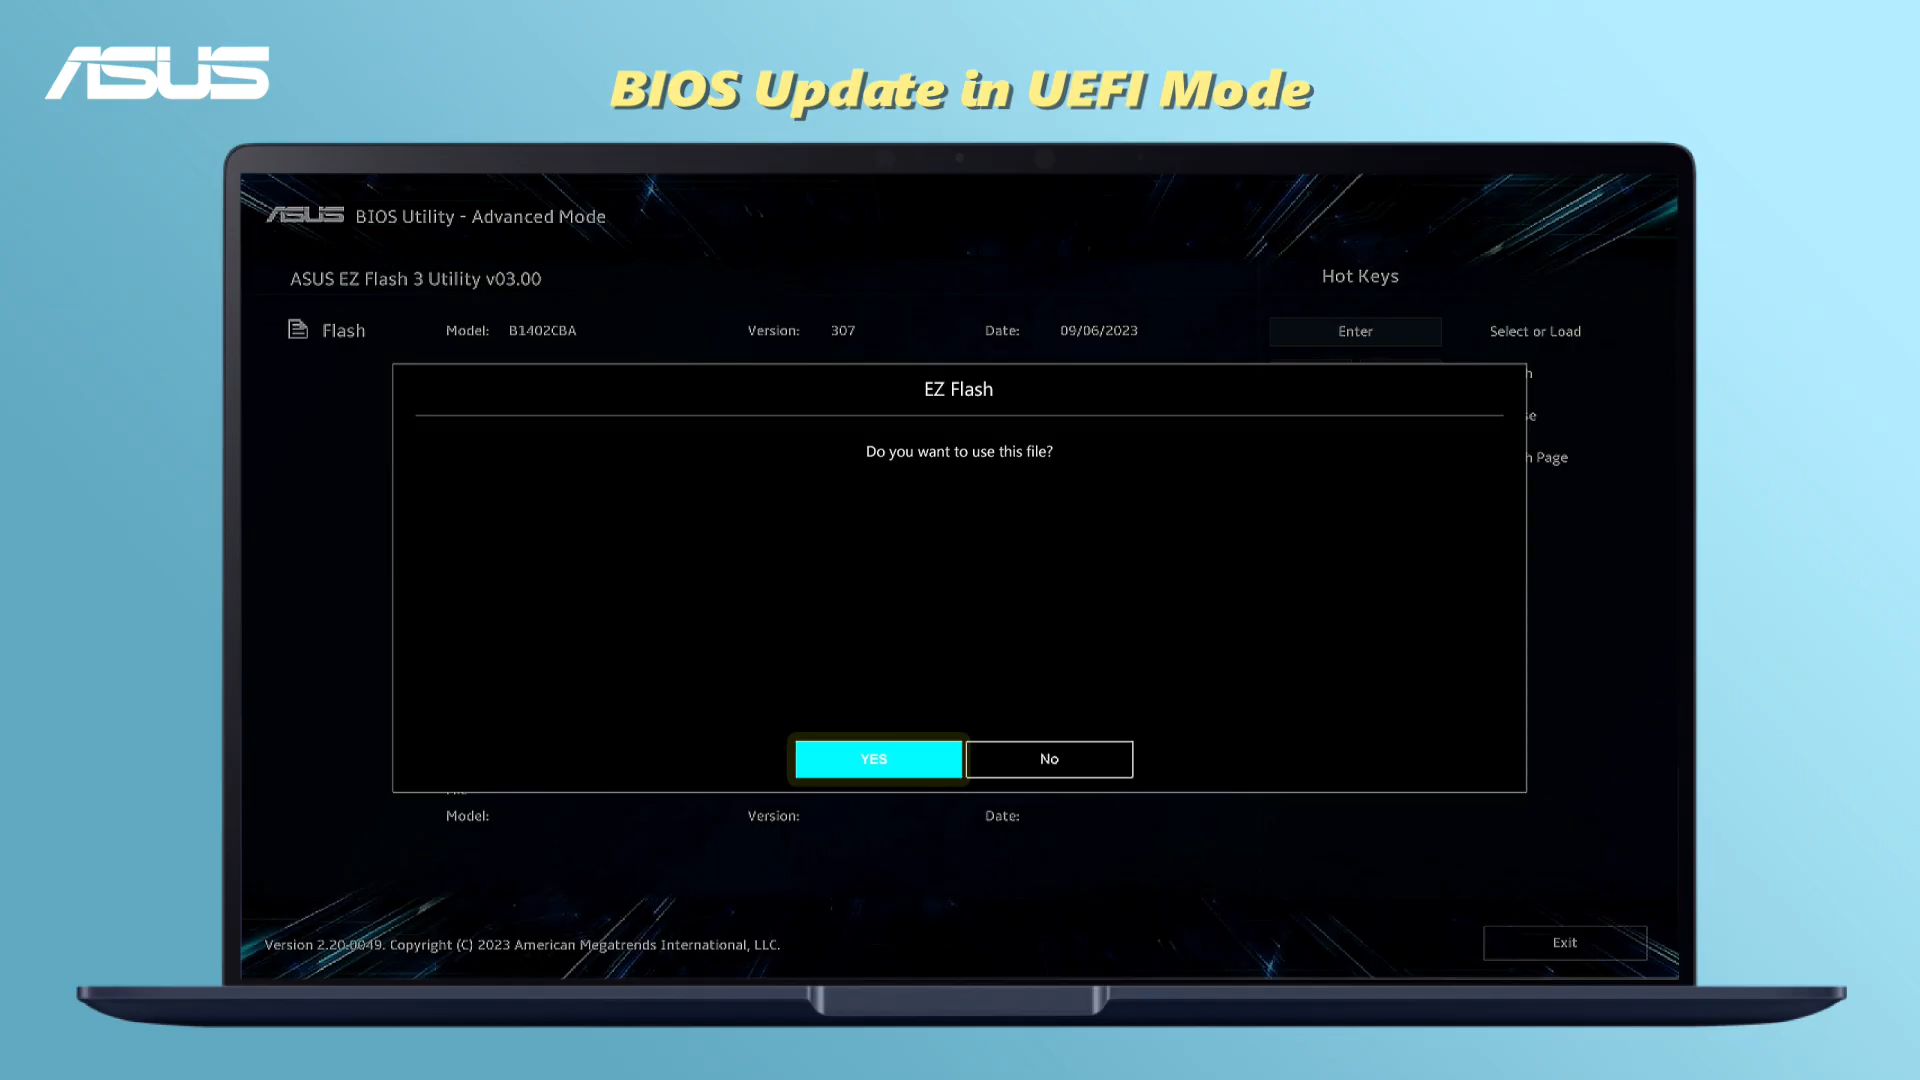 ASUS
BIOS Update in UEFI Mode
ASUS BIOS Utility - Advanced Mode
ASUS EZ Flash 3 Utility v03.00
Hot Keys
Flash Model: B1402CBA Version: 307 Date: 09/06/2023
Enter Select or Load
EZ Flash
Do you want to use this file?
Page
YES No
Model: Version: Date:
Version 2.20.0049. Copyright (C) 2023 American Megatrends International, LLC.
Exit